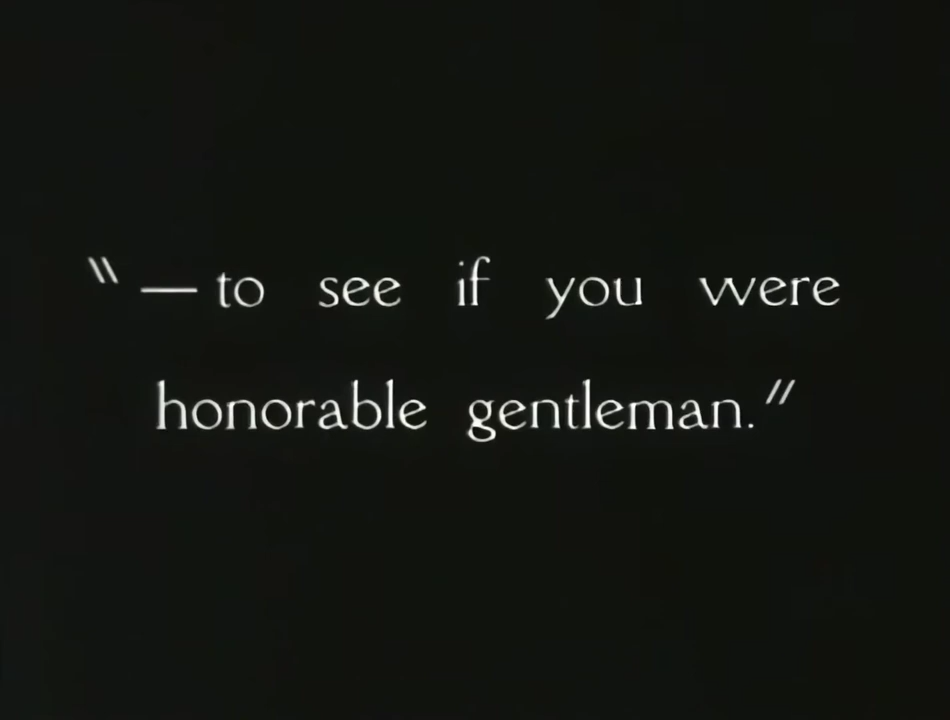 "— to see if you were
honorable gentleman."